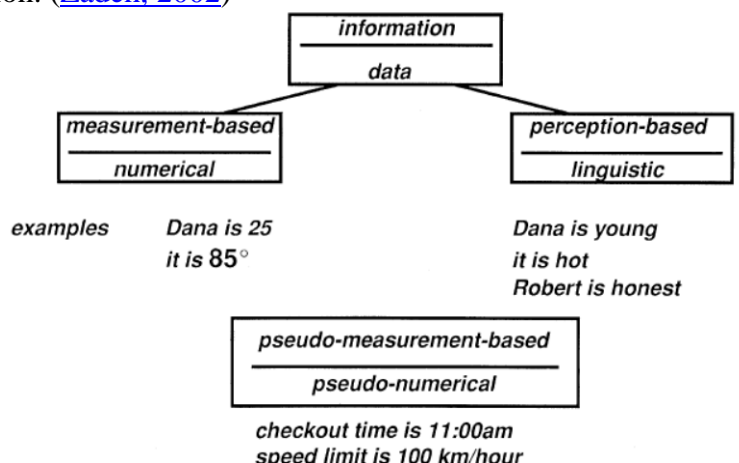 (Zadeh, 2002)
information
data
measurement-based
numerical
perception-based
linguistic
examples
Dana is 25
it is 85°
Dana is young
it is hot
Robert is honest
pseudo-measurement-based
pseudo-numerical
checkout time is 11:00am
speed limit is 100 km/hour